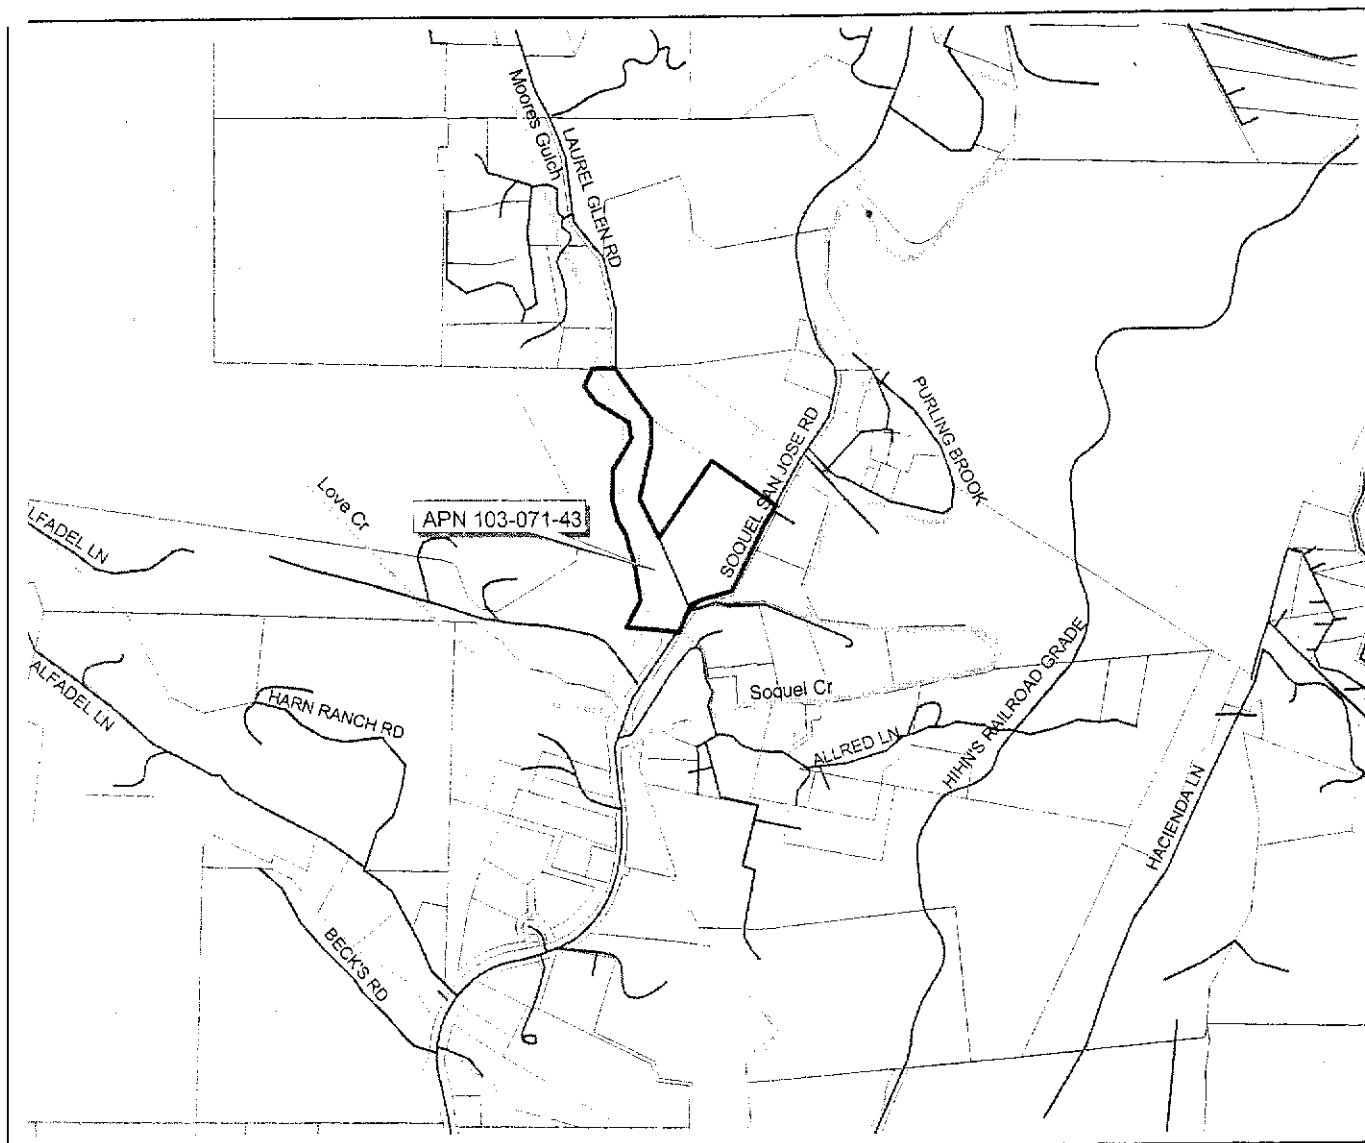 Moores Gulch
LAUREL GLEN RD
PURLING BROOK
SOQUEL SAN JOSE RD
Love Cr
APN 103-071-43
LFADEL LN
ALFADEL LN
HARN RANCH RD
Soquel Cr
ALLRED LN
HIHN'S RAILROAD GRADE
HACIENDA LN
BECK'S RD